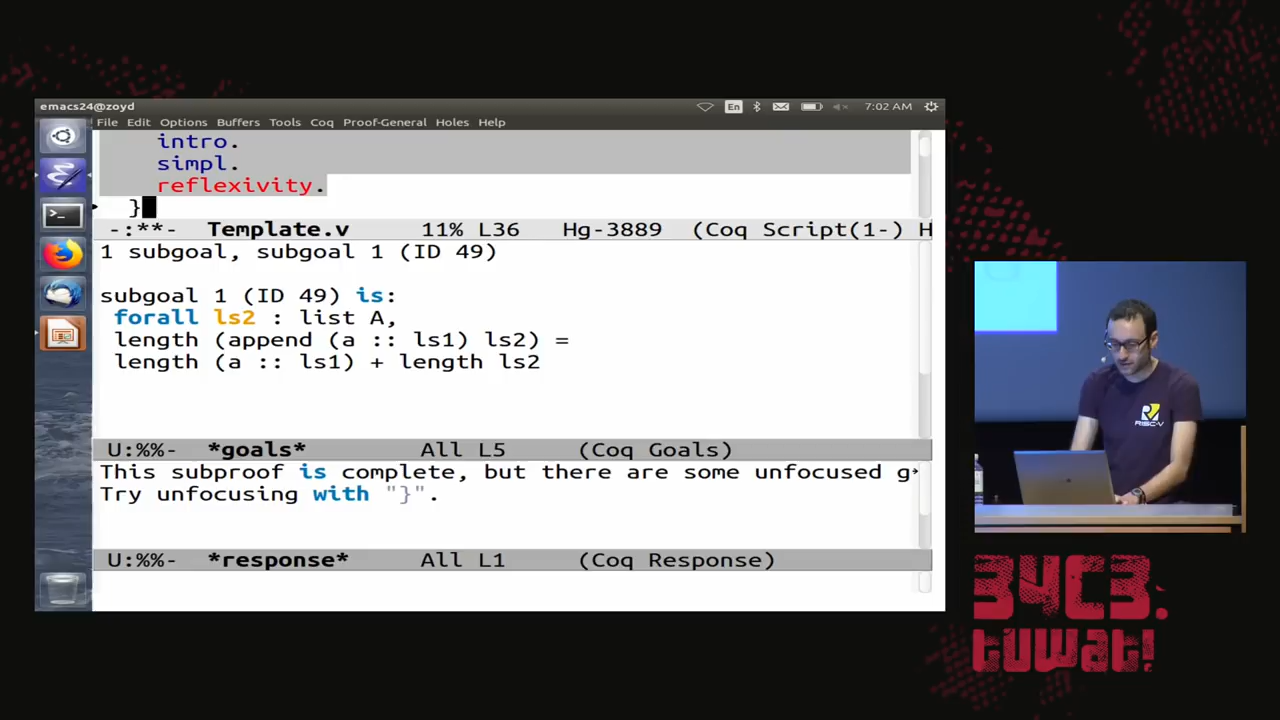 emacs24@zoyd
En
7:02 AM
File Edit Options Buffers Tools Coq Proof-General Holes Help
intro.
simpl.
reflexivity.
}
-:**- Template.v 11% L36 Hg-3889 (Coq Script(1-) H
1 subgoal, subgoal 1 (ID 49)
subgoal 1 (ID 49) is:
forall ls2 : list A,
length (append (a :: ls1) ls2) =
length (a :: ls1) + length ls2
U:%%- *goals* All L5 (Coq Goals)
This subproof is complete, but there are some unfocused g
Try unfocusing with "}".
U:%%- *response* All L1 (Coq Response)
RISC-V
34C3.
tuwat!